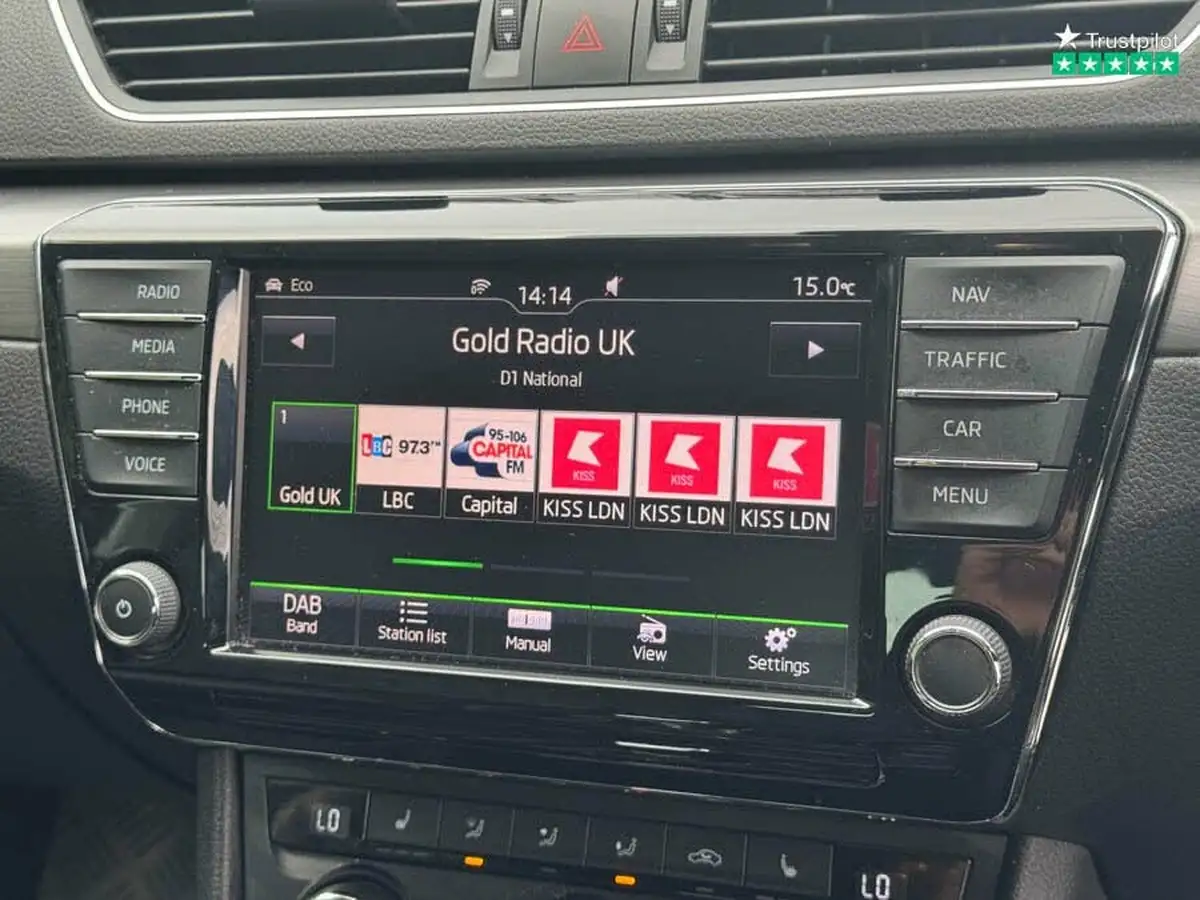 Trustpilot
RADIO
MEDIA
PHONE
VOICE
Eco
14:14
15.0°C
Gold Radio UK
D1 National
1
Gold UK
LBC 97.3 FM
LBC
95-106
CAPITAL
FM
Capital
KISS
KISS LDN
KISS
KISS LDN
KISS
KISS LDN
DAB
Band
Station list
Manual
View
Settings
NAV
TRAFFIC
CAR
MENU
LO
LO